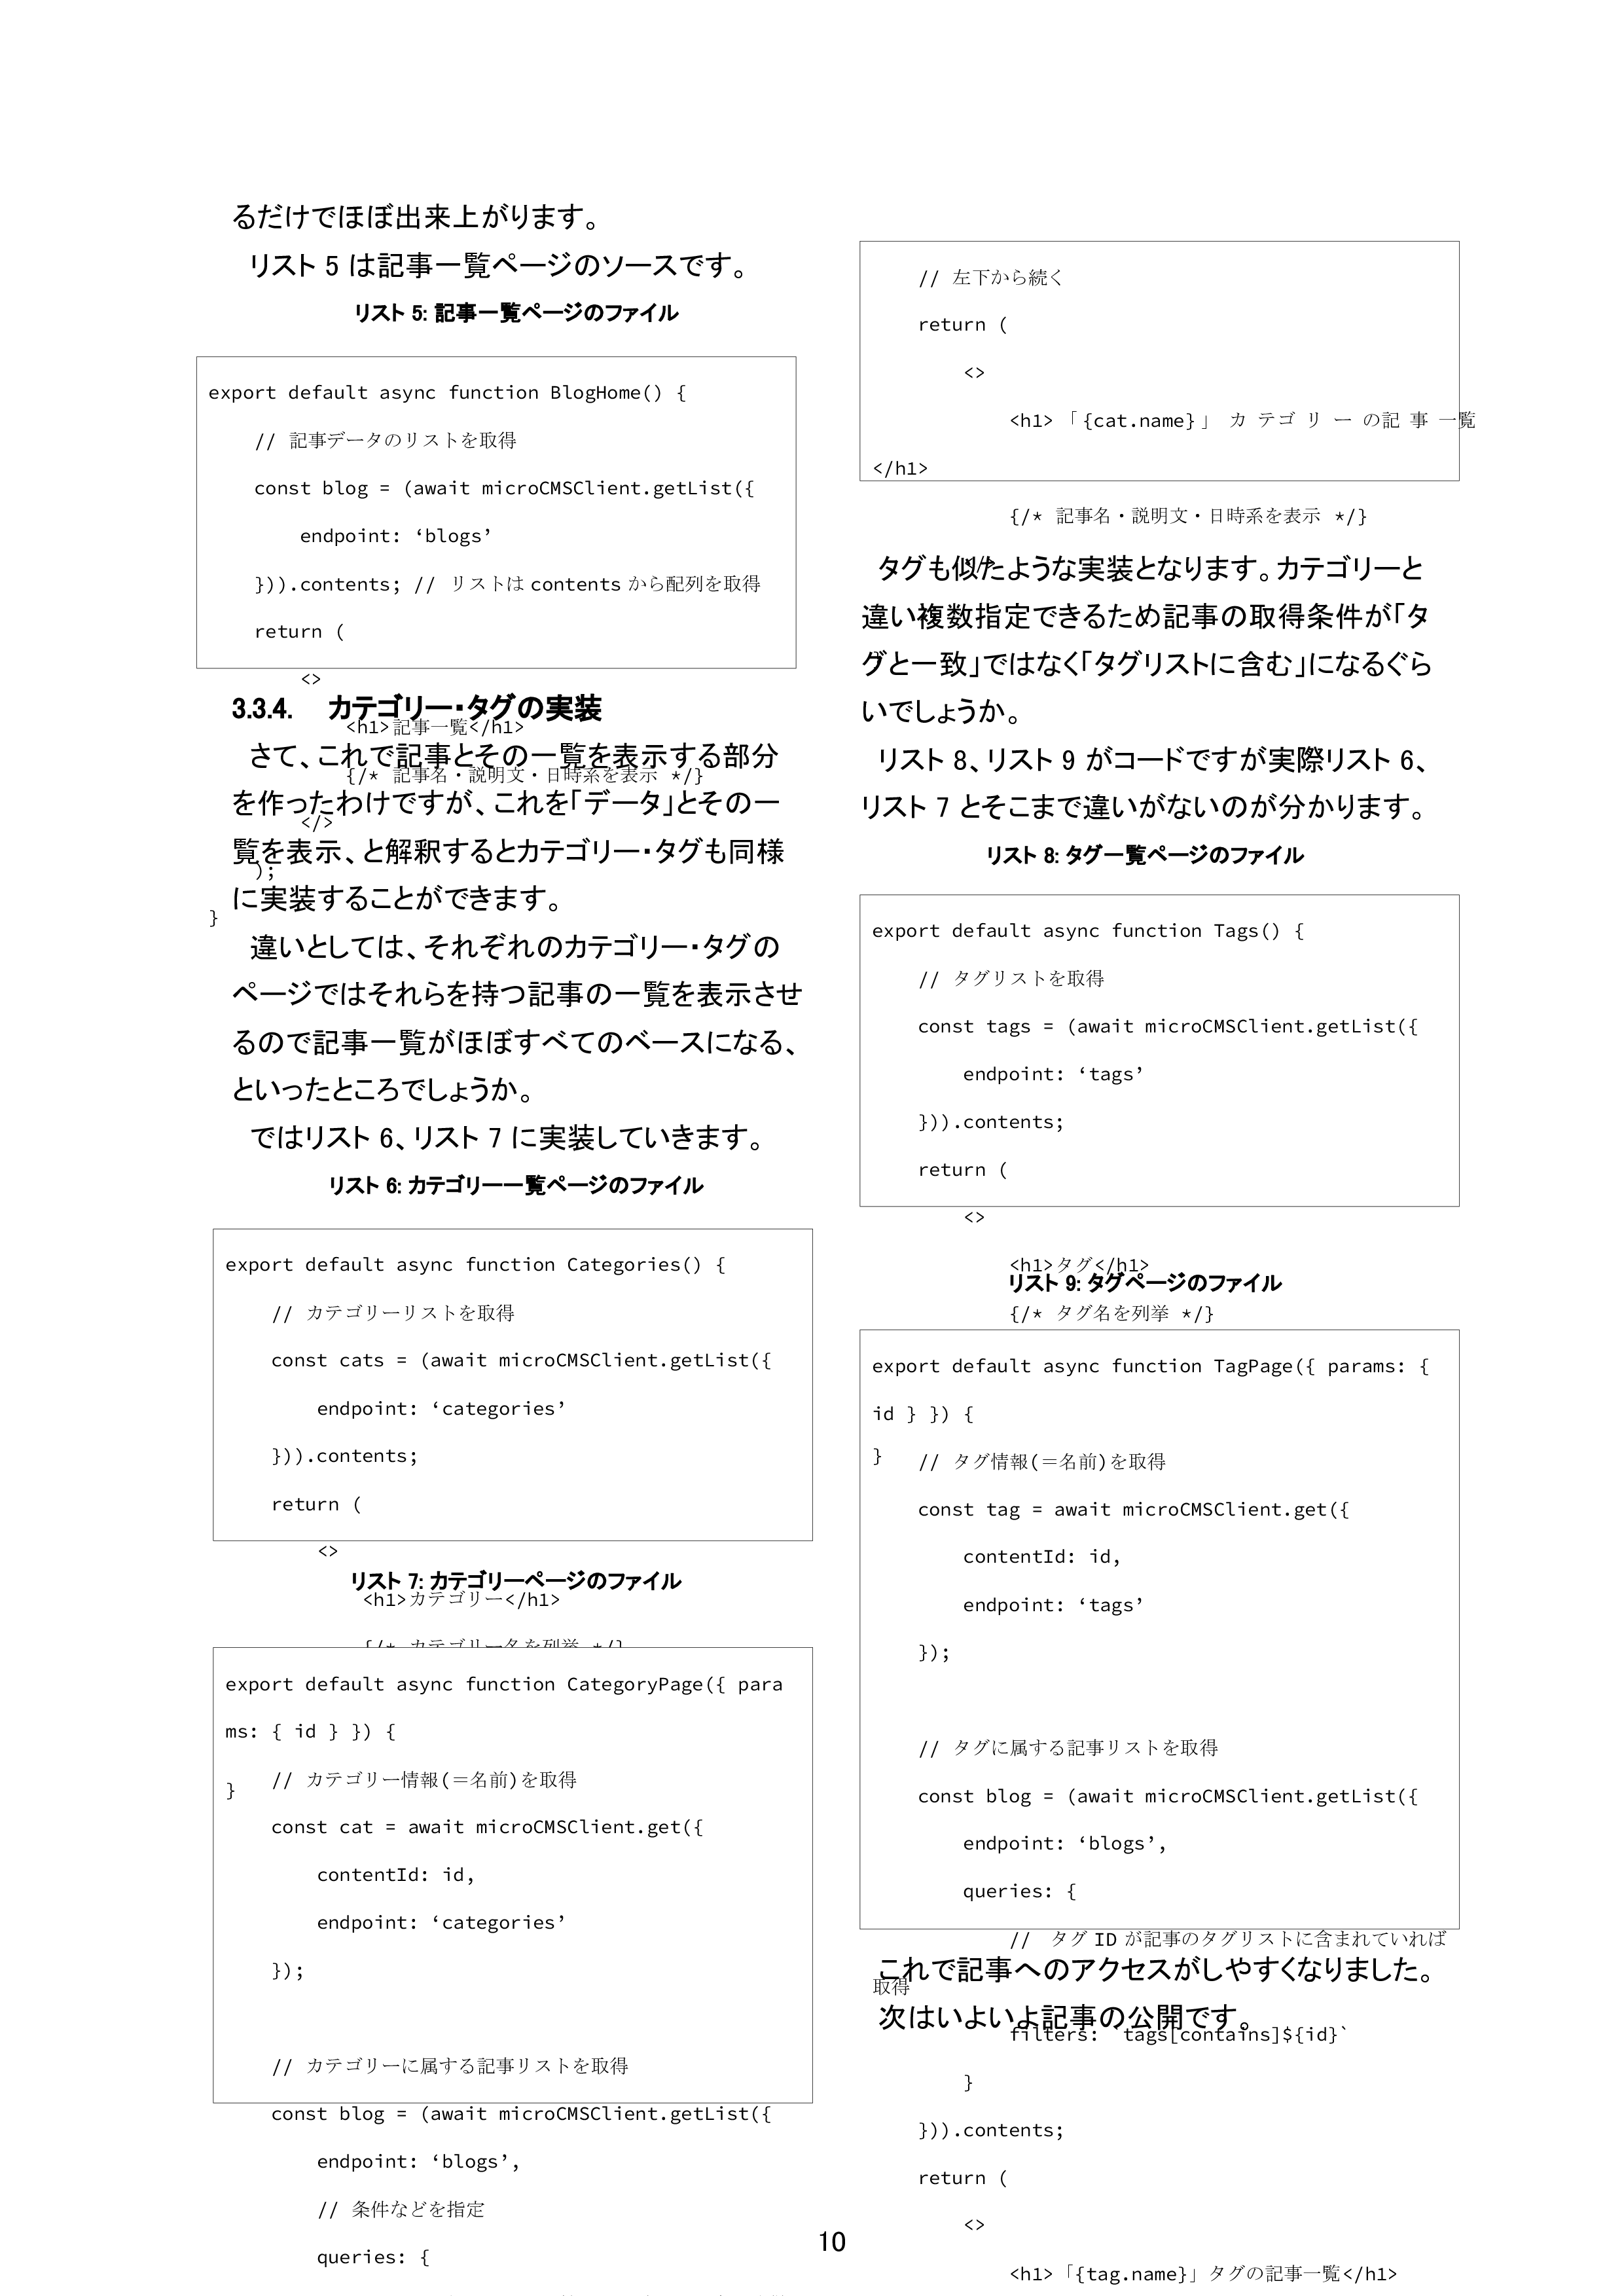 るだけでほぼ出来上がります。
リスト 5 は記事一覧ページのソースです。
リスト 5: 記事一覧ページのファイル
export default async function BlogHome() {
// 記事データのリストを取得
const blog = (await microCMSClient.getList({
endpoint: ‘blogs’
})).contents; // リストは contents から配列を取得
return (
<>
<h1>記事一覧</h1>
{/* 記事名・説明文・日時系を表示 */}
</>
);
}
3.3.4. カテゴリー・タグの実装
さて、これで記事とその一覧を表示する部分
を作ったわけですが、これを「データ」とその一
覧を表示、と解釈するとカテゴリー・タグも同様
に実装することができます。
違いとしては、それぞれのカテゴリー・タグの
ページではそれらを持つ記事の一覧を表示させ
るので記事一覧がほぼすべてのベースになる、
といったところでしょうか。
ではリスト 6、リスト 7 に実装していきます。
リスト 6: カテゴリー一覧ページのファイル
export default async function Categories() {
// カテゴリーリストを取得
const cats = (await microCMSClient.getList({
endpoint: ‘categories’
})).contents;
return (
<>
<h1>カテゴリー</h1>
{/* カテゴリー名を列挙 */}
}
リスト 7: カテゴリーページのファイル
export default async function CategoryPage({ para
ms: { id } }) {
// カテゴリー情報(＝名前)を取得
const cat = await microCMSClient.get({
contentId: id,
endpoint: ‘categories’
});
// カテゴリーに属する記事リストを取得
const blog = (await microCMSClient.getList({
endpoint: ‘blogs’,
// 条件などを指定
queries: {
// 左下から続く
return (
<>
<h1>「{cat.name}」カテゴリーの記事一覧
</h1>
{/* 記事名・説明文・日時系を表示 */}
タグも似たような実装となります。カテゴリーと
違い複数指定できるため記事の取得条件が「タ
グと一致」ではなく「タグリストに含む」になるぐら
いでしょうか。
リスト 8、リスト 9 がコードですが実際リスト 6、
リスト 7 とそこまで違いがないのが分かります。
リスト 8: タグ一覧ページのファイル
export default async function Tags() {
// タグリストを取得
const tags = (await microCMSClient.getList({
endpoint: ‘tags’
})).contents;
return (
<>
<h1>タグ</h1>
{/* タグ名を列挙 */}
}
リスト 9: タグページのファイル
export default async function TagPage({ params: {
id } }) {
// タグ情報(＝名前)を取得
const tag = await microCMSClient.get({
contentId: id,
endpoint: ‘tags’
});
// タグに属する記事リストを取得
const blog = (await microCMSClient.getList({
endpoint: ‘blogs’,
queries: {
// タグ ID が記事のタグリストに含まれていれば
取得
filters: `tags[contains]${id}`
}
})).contents;
return (
<>
<h1>「{tag.name}」タグの記事一覧</h1>
これで記事へのアクセスがしやすくなりました。
次はいよいよ記事の公開です。
10